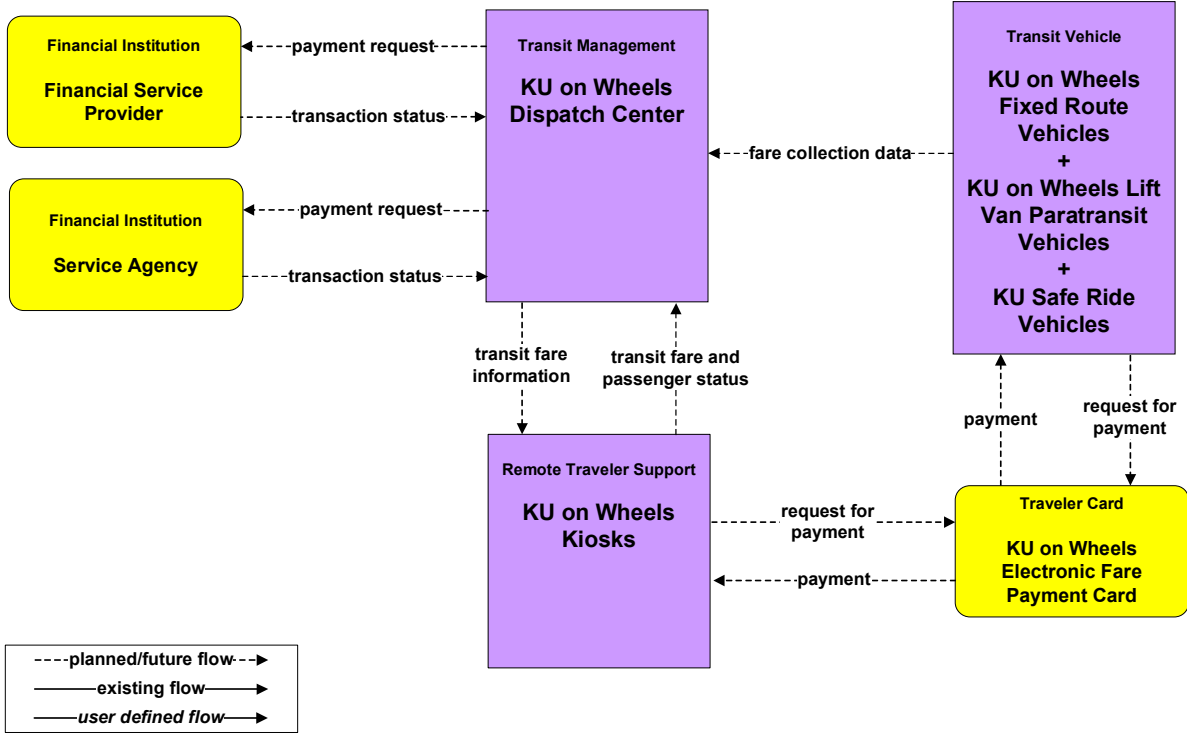 Financial Institution
Financial Service
Provider
payment request
transaction status
Transit Management
KU on Wheels
Dispatch Center
Transit Vehicle
KU on Wheels
Fixed Route
Vehicles
+
KU on Wheels Lift
Van Paratransit
Vehicles
+
KU Safe Ride
Vehicles
fare collection data
Financial Institution
Service Agency
payment request
transaction status
transit fare
information
transit fare and
passenger status
payment
request for
payment
Remote Traveler Support
KU on Wheels
Kiosks
request for
payment
payment
Traveler Card
KU on Wheels
Electronic Fare
Payment Card
planned/future flow
existing flow
user defined flow